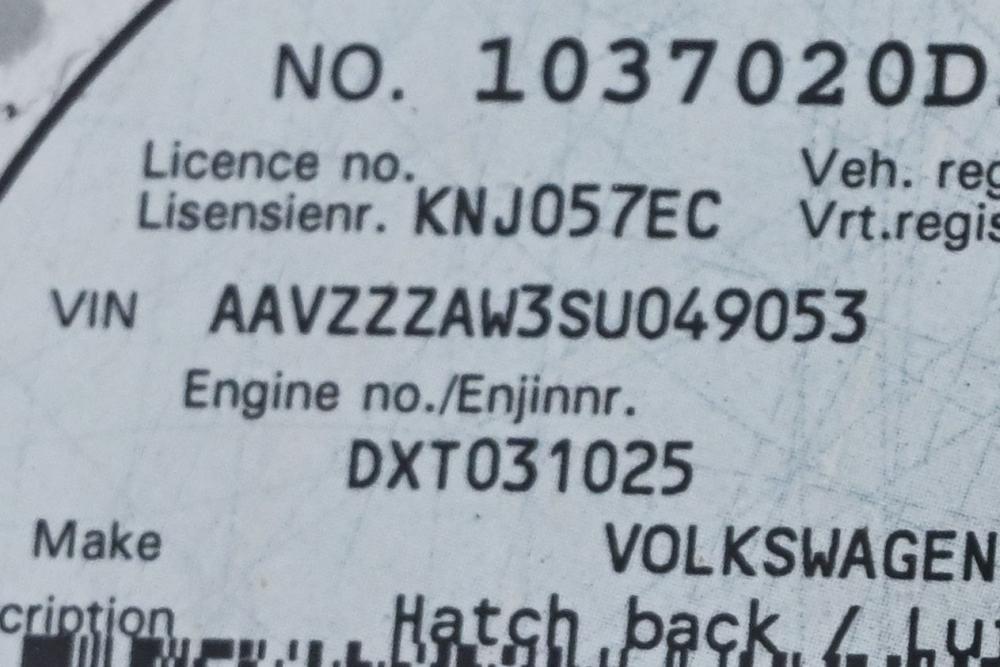 NO. 1037020D
Licence no.
Lisensienr. KNJ057EC
Veh. reg
Vrt.regis
VIN AAVZZZAW3SU049053
Engine no./Enjinnr.
DXT031025
Make VOLKSWAGEN
cription Hatch back /